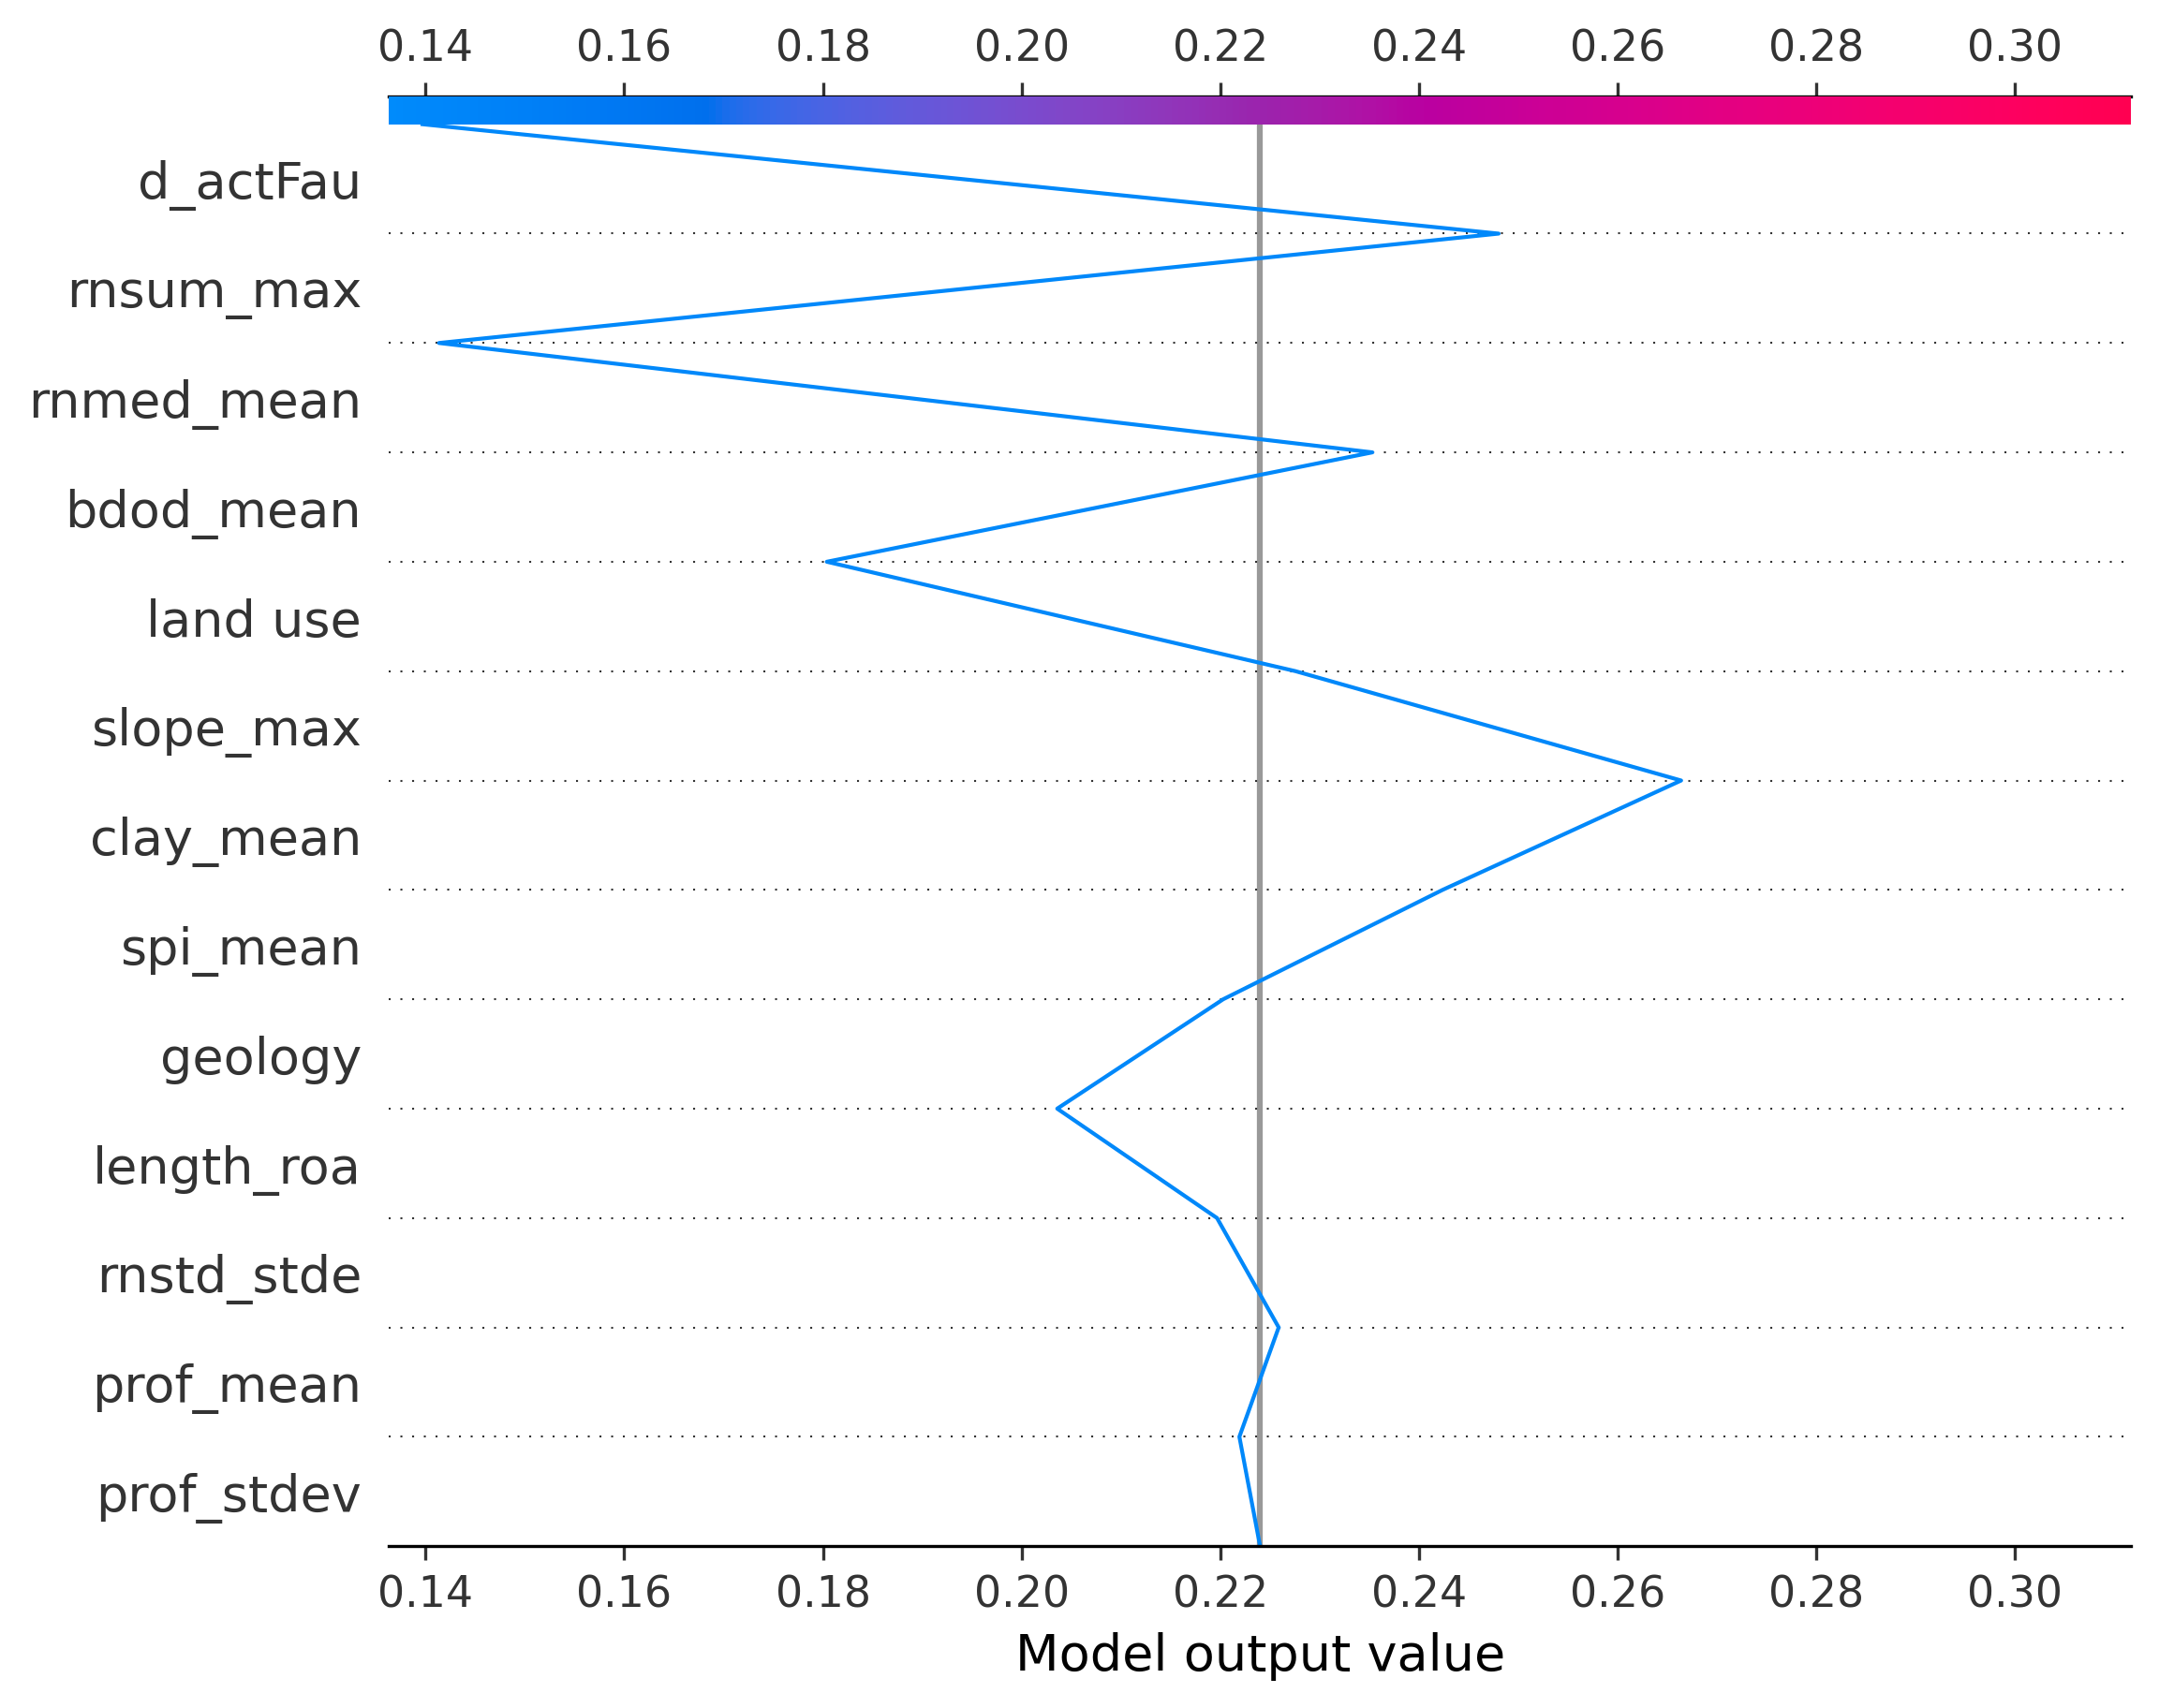 0.14 0.16 0.18 0.20 0.22 0.24 0.26 0.28 0.30
d_actFau
rnsum_max
rnmed_mean
bdod_mean
land use
slope_max
clay_mean
spi_mean
geology
length_roa
rnstd_stde
prof_mean
prof_stdev
0.14 0.16 0.18 0.20 0.22 0.24 0.26 0.28 0.30
Model output value